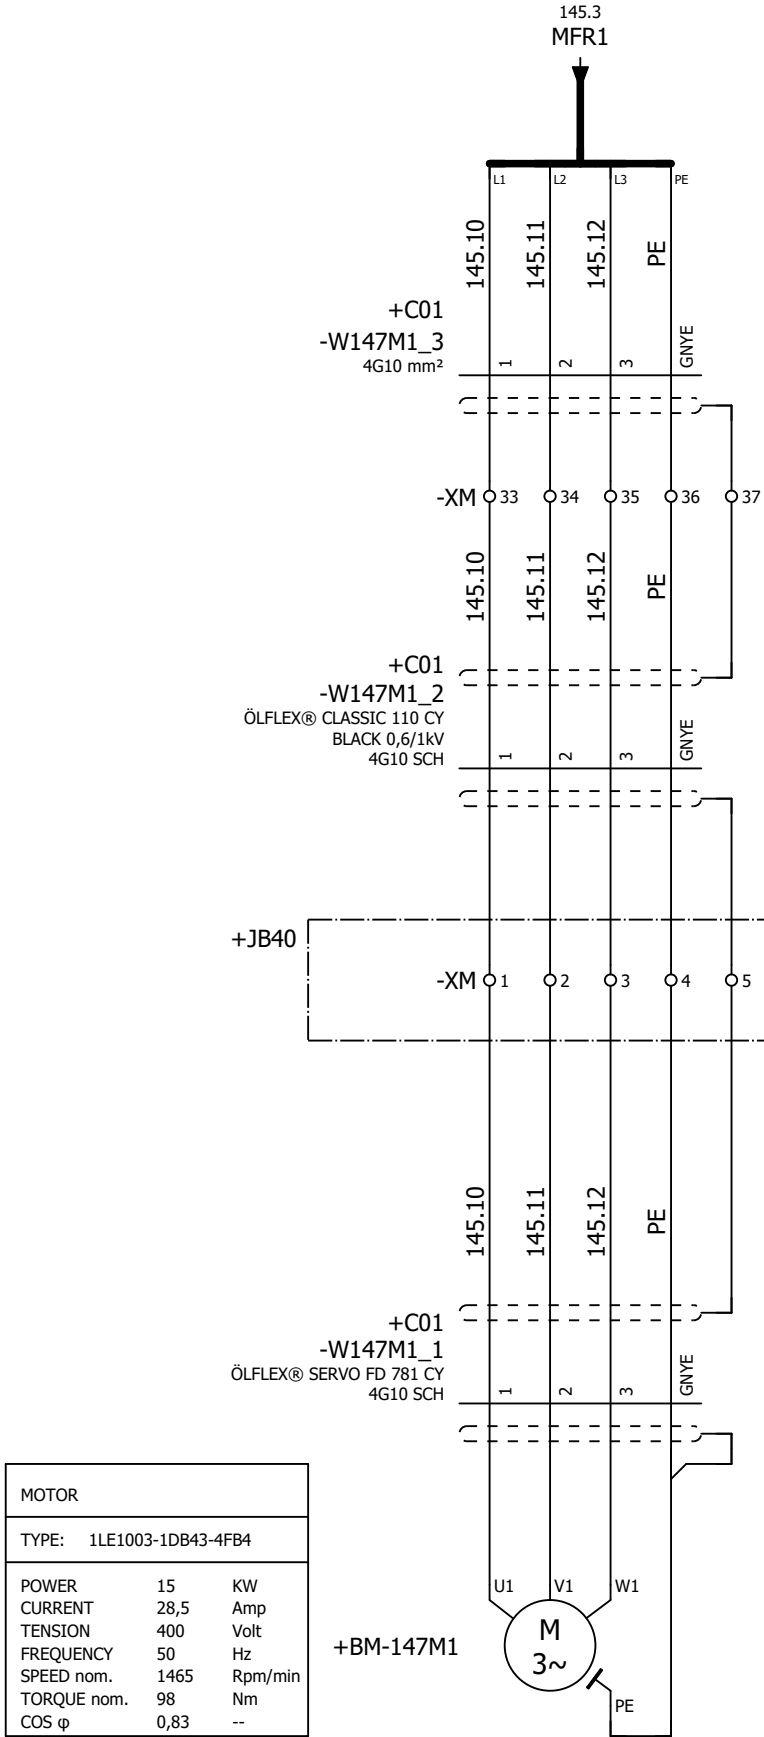 145.3
MFR1
L1 L2 L3 PE
145.10 145.11 145.12 PE
+C01
-W147M1_3
4G10 mm²
1 2 3 GNYE
-XM 33 34 35 36 37
145.10 145.11 145.12 PE
+C01
-W147M1_2
ÖLFLEX® CLASSIC 110 CY
BLACK 0,6/1kV
4G10 SCH
1 2 3 GNYE
+JB40
-XM 1 2 3 4 5
145.10 145.11 145.12 PE
+C01
-W147M1_1
ÖLFLEX® SERVO FD 781 CY
4G10 SCH
1 2 3 GNYE
MOTOR
TYPE: 1LE1003-1DB43-4FB4
POWER 15 KW
CURRENT 28,5 Amp
TENSION 400 Volt
FREQUENCY 50 Hz
SPEED nom. 1465 Rpm/min
TORQUE nom. 98 Nm
COS φ 0,83 --
U1 V1 W1
+BM-147M1
M
3~
PE